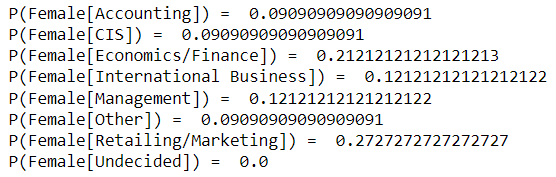 P(Female[Accounting]) =  0.09090909090909091
P(Female[CIS]) =  0.09090909090909091
P(Female[Economics/Finance]) =  0.21212121212121213
P(Female[International Business]) =  0.12121212121212122
P(Female[Management]) =  0.12121212121212122
P(Female[Other]) =  0.09090909090909091
P(Female[Retailing/Marketing]) =  0.2727272727272727
P(Female[Undecided]) =  0.0